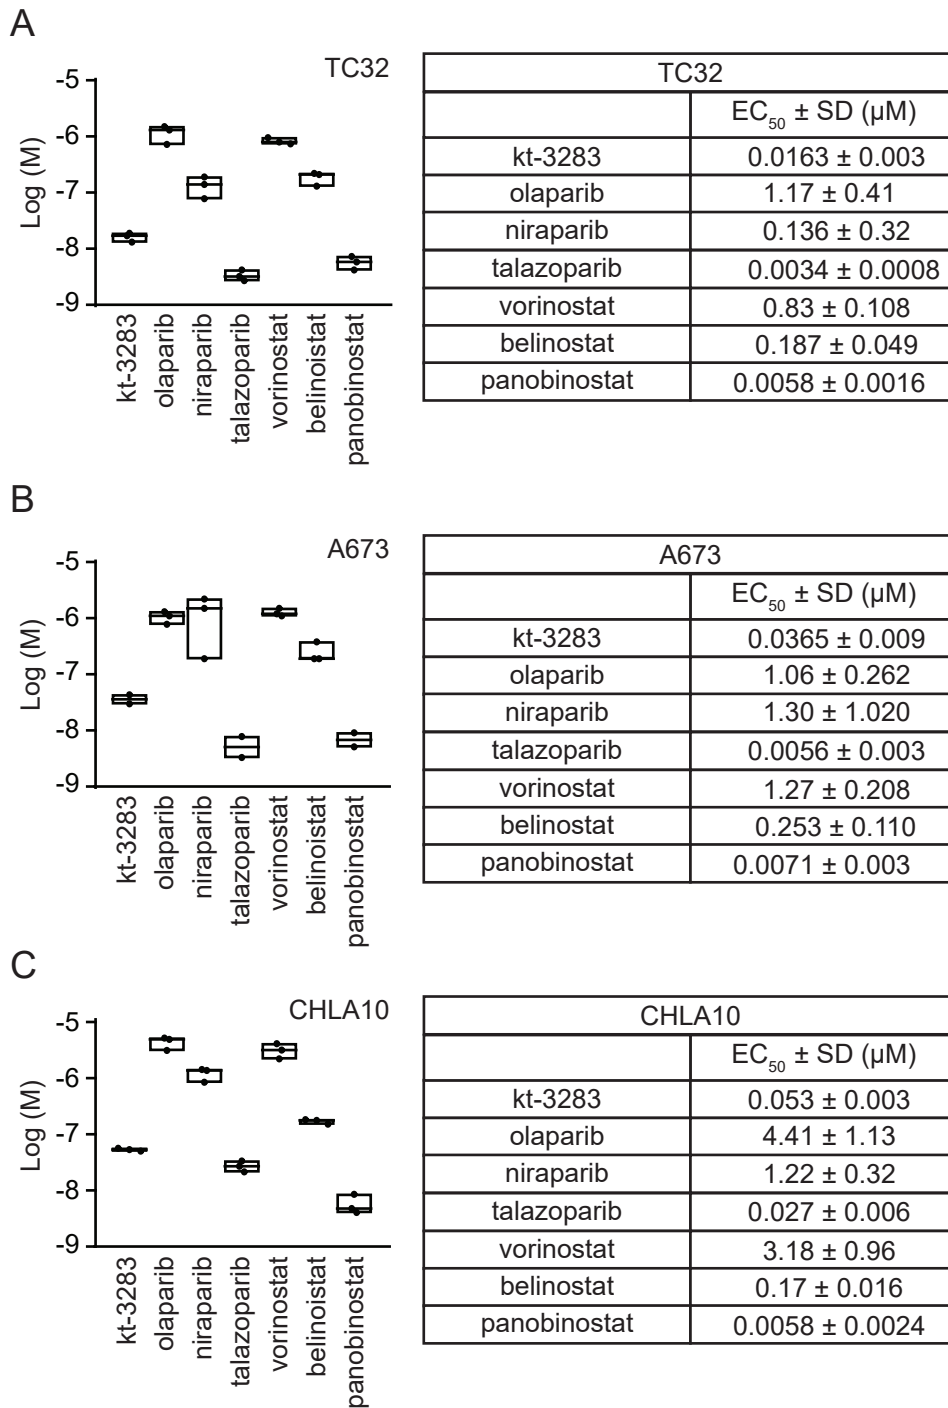 A
TC32
-5
-6
-7
-8
-9
Log (M)
kt-3283
olaparib
niraparib
talazoparib
vorinostat
belinoistat
panobinostat
TC32
EC50 ± SD (µM)
kt-3283 0.0163 ± 0.003
olaparib 1.17 ± 0.41
niraparib 0.136 ± 0.32
talazoparib 0.0034 ± 0.0008
vorinostat 0.83 ± 0.108
belinostat 0.187 ± 0.049
panobinostat 0.0058 ± 0.0016
B
A673
-5
-6
-7
-8
-9
Log (M)
kt-3283
olaparib
niraparib
talazoparib
vorinostat
belinoistat
panobinostat
A673
EC50 ± SD (µM)
kt-3283 0.0365 ± 0.009
olaparib 1.06 ± 0.262
niraparib 1.30 ± 1.020
talazoparib 0.0056 ± 0.003
vorinostat 1.27 ± 0.208
belinostat 0.253 ± 0.110
panobinostat 0.0071 ± 0.003
C
CHLA10
-5
-6
-7
-8
-9
Log (M)
kt-3283
olaparib
niraparib
talazoparib
vorinostat
belinoistat
panobinostat
CHLA10
EC50 ± SD (µM)
kt-3283 0.053 ± 0.003
olaparib 4.41 ± 1.13
niraparib 1.22 ± 0.32
talazoparib 0.027 ± 0.006
vorinostat 3.18 ± 0.96
belinostat 0.17 ± 0.016
panobinostat 0.0058 ± 0.0024